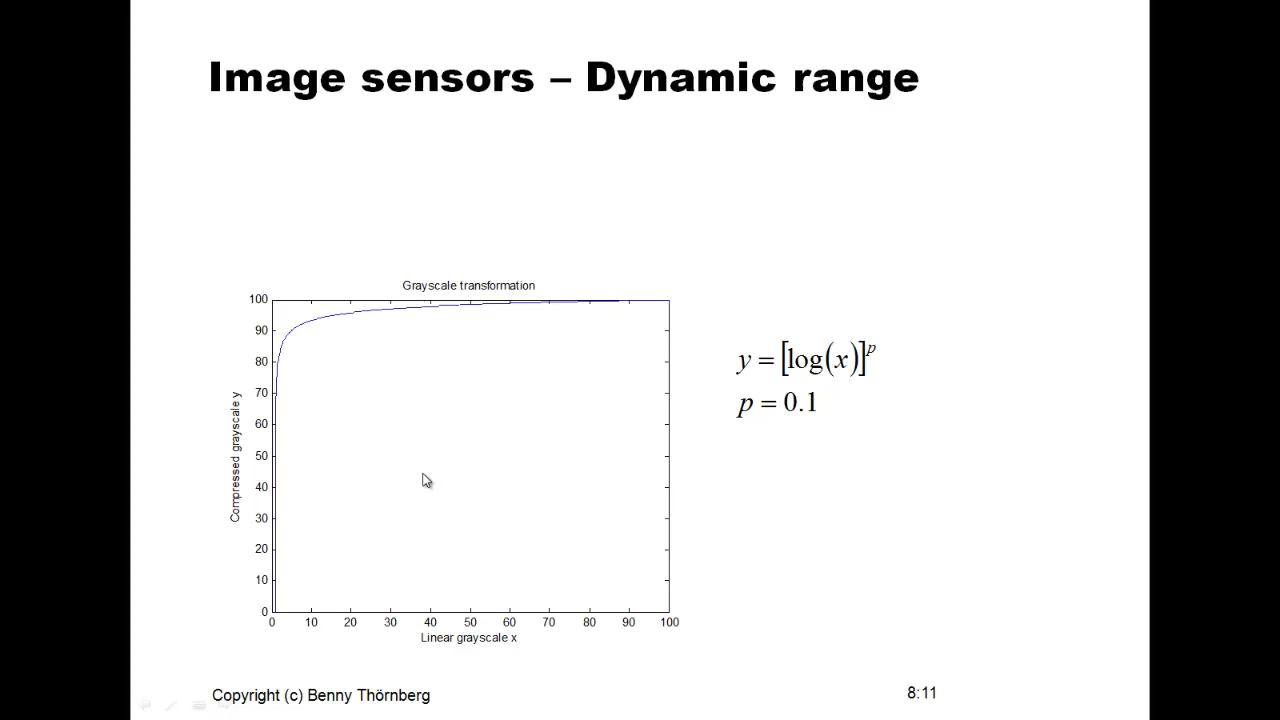 Image sensors – Dynamic range
Grayscale transformation
100
90
80
70
60
50
40
30
20
10
0
Compressed grayscale y
0 10 20 30 40 50 60 70 80 90 100
Linear grayscale x
y = [log(x)]^p
p = 0.1
Copyright (c) Benny Thörnberg
8:11